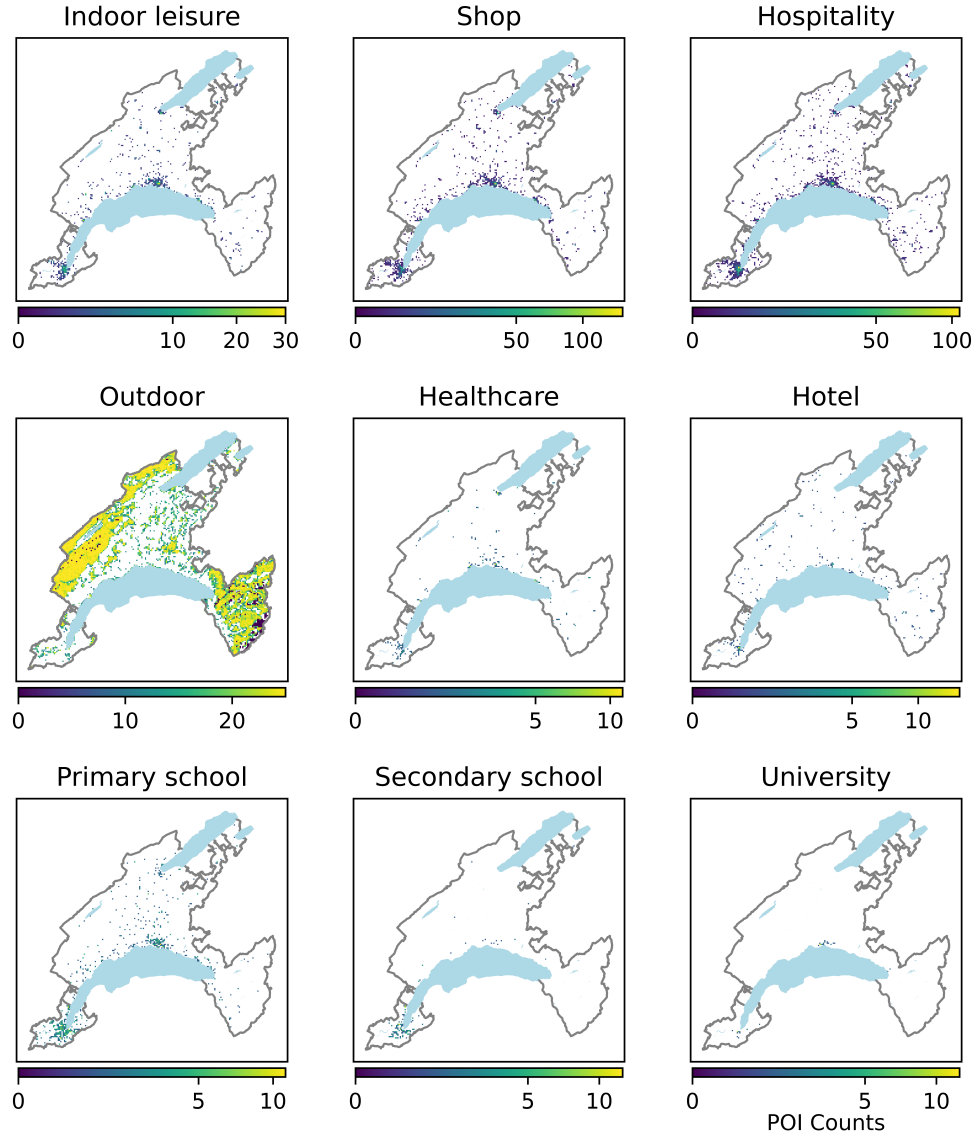 Indoor leisure Shop Hospitality
0 10 20 30 0 50 100 0 50 100
Outdoor Healthcare Hotel
0 10 20 0 5 10 0 5 10
Primary school Secondary school University
0 5 10 0 5 10 0 5 10
POI Counts